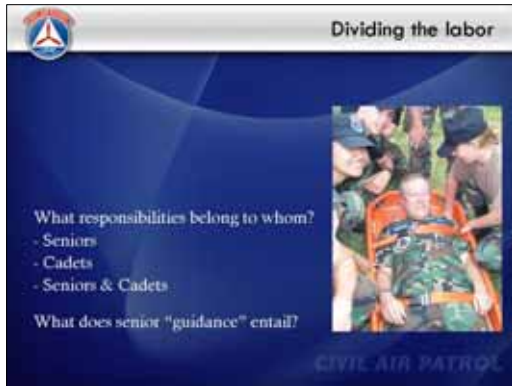 Dividing the labor
What responsibilities belong to whom?
- Seniors
- Cadets
- Seniors & Cadets
What does senior “guidance” entail?
CIVIL AIR PATROL